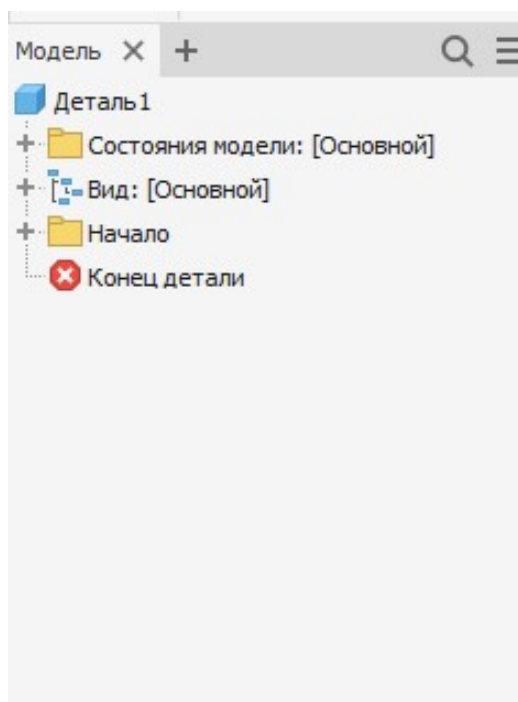 Модель
Деталь1
Состояния модели: [Основной]
Вид: [Основной]
Начало
Конец детали